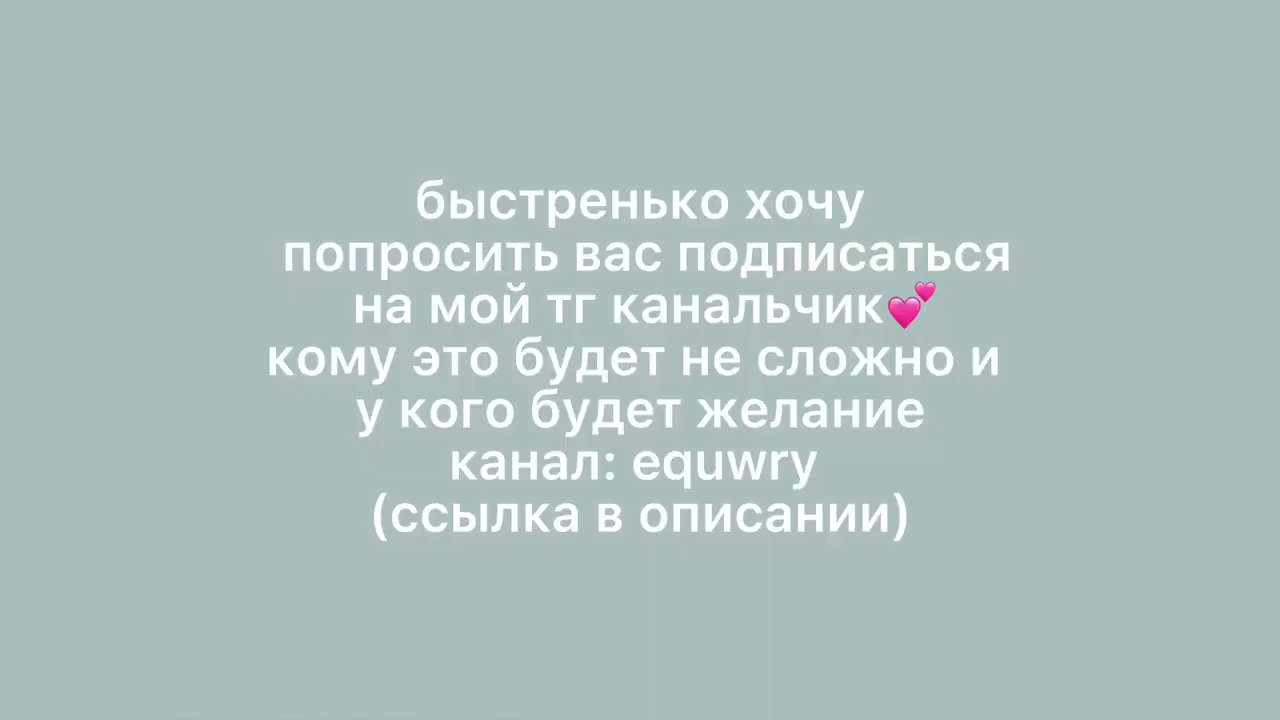 быстренько хочу
попросить вас подписаться
на мой тг канальчик💕
кому это будет не сложно и
у кого будет желание
канал: equwry
(ссылка в описании)